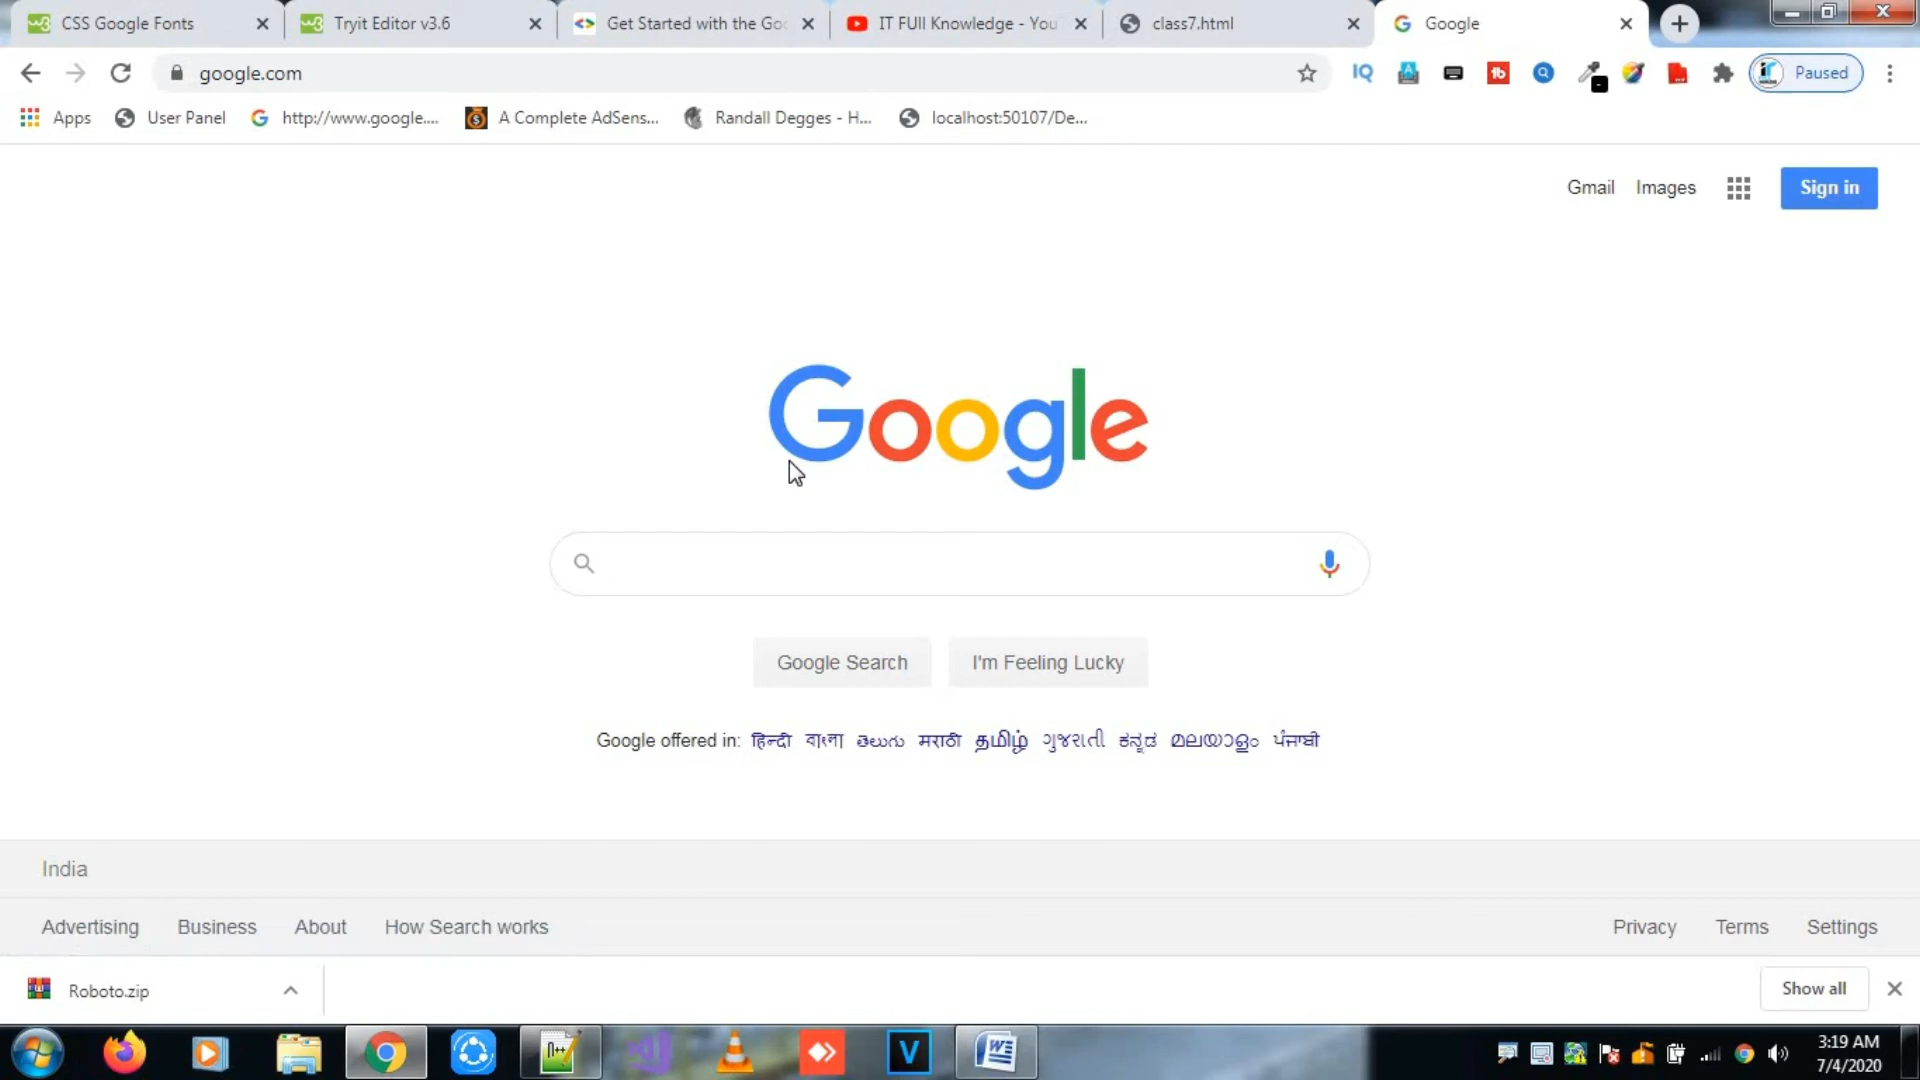 CSS Google Fonts
Tryit Editor v3.6
Get Started with the Goo
IT FUll Knowledge - You
class7.html
Google
google.com
IQ
Paused
Apps
User Panel
http://www.google....
A Complete AdSens...
Randall Degges - H...
localhost:50107/De...
Gmail
Images
Sign in
Google
Google Search
I'm Feeling Lucky
Google offered in: हिन्दी বাংলা తెలుగు मराठी தமிழ் ગુજરાતી ಕನ್ನಡ മലയാളം ਪੰਜਾਬੀ
India
Advertising
Business
About
How Search works
Privacy
Terms
Settings
Roboto.zip
Show all
3:19 AM
7/4/2020